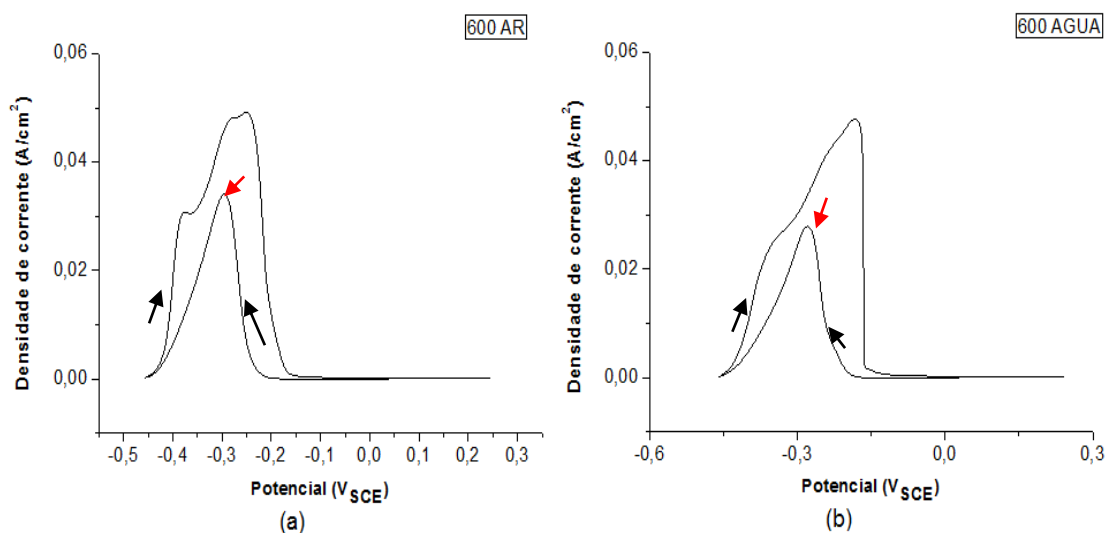 600 AR
0,06
0,04
0,02
0,00
Densidade de corrente (A/cm²)
-0,5 -0,4 -0,3 -0,2 -0,1 0,0 0,1 0,2 0,3
Potencial (V_SCE)
(a)
600 AGUA
0,06
0,04
0,02
0,00
Densidade de corrente (A/cm²)
-0,6 -0,3 0,0 0,3
Potencial (V_SCE)
(b)